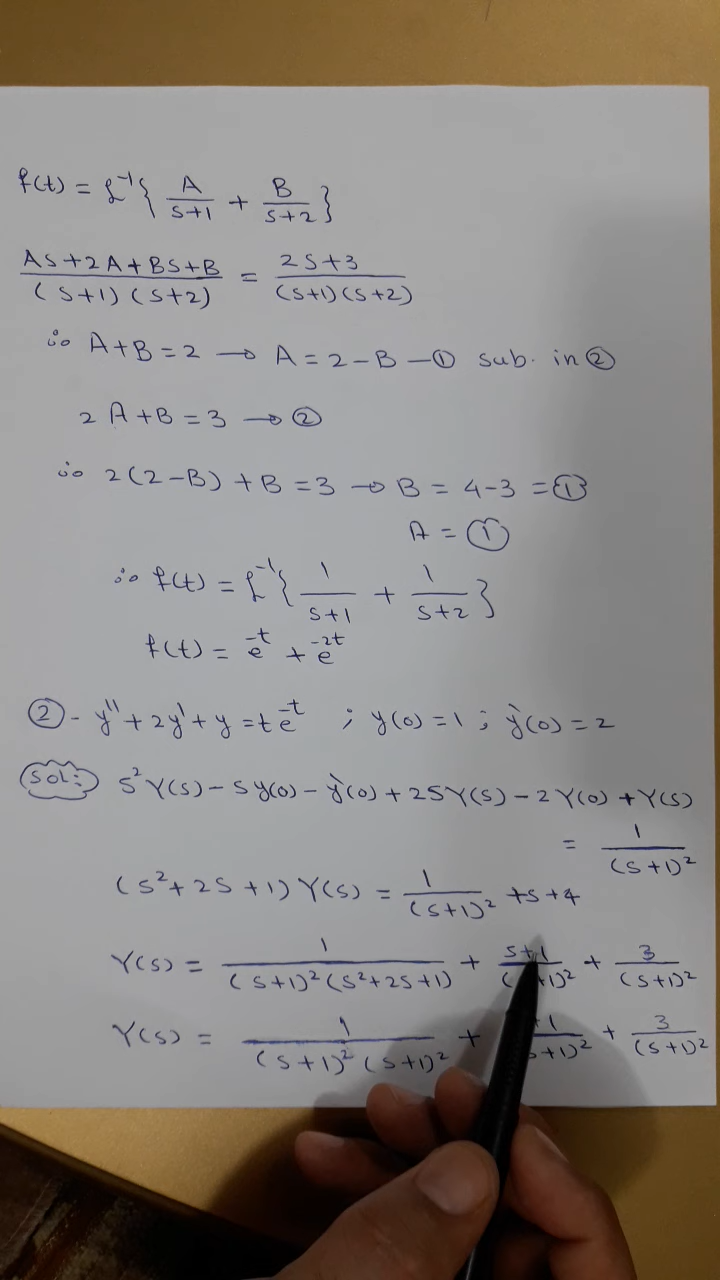 f(t) = £⁻¹{ A/(S+1) + B/(S+2) }
(AS+2A+BS+B)/((S+1)(S+2)) = (2S+3)/((S+1)(S+2))
∴ A+B=2 → A=2-B —① sub. in ②
2A+B=3 → ②
∴ 2(2-B)+B=3 → B = 4-3 = ①
A = ①
∴ f(t) = £⁻¹{ 1/(S+1) + 1/(S+2) }
f(t) = e^-t + e^-2t
② - y''+2y'+y = te^-t ; y(0)=1 ; y'(0)=2
Sol: S²Y(s) - Sy(0) - y'(0) + 2SY(s) - 2Y(0) + Y(s)
= 1/(S+1)²
(S²+2S+1) Y(s) = 1/(S+1)² +s+4
Y(s) = 1/((S+1)²(S²+2S+1)) + (S+1)/(S+1)² + 3/(S+1)²
Y(s) = 1/((S+1)²(S+1)²) + +1/(S+1)² + 3/(S+1)²